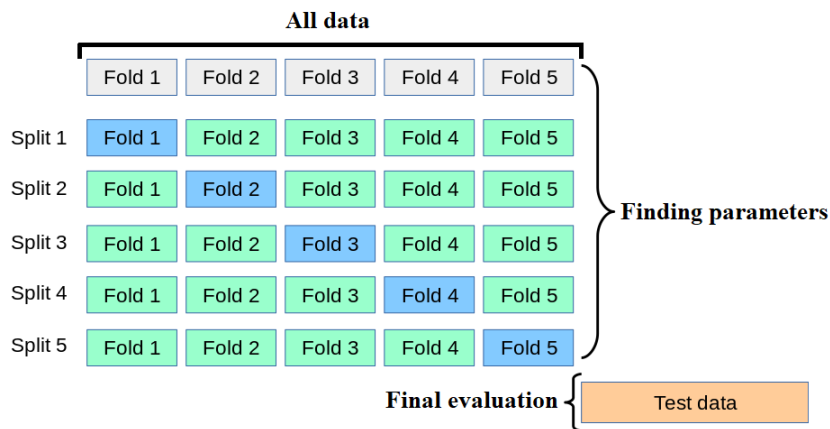 All data
Fold 1 Fold 2 Fold 3 Fold 4 Fold 5
Split 1 Fold 1 Fold 2 Fold 3 Fold 4 Fold 5
Split 2 Fold 1 Fold 2 Fold 3 Fold 4 Fold 5
Finding parameters
Split 3 Fold 1 Fold 2 Fold 3 Fold 4 Fold 5
Split 4 Fold 1 Fold 2 Fold 3 Fold 4 Fold 5
Split 5 Fold 1 Fold 2 Fold 3 Fold 4 Fold 5
Final evaluation Test data